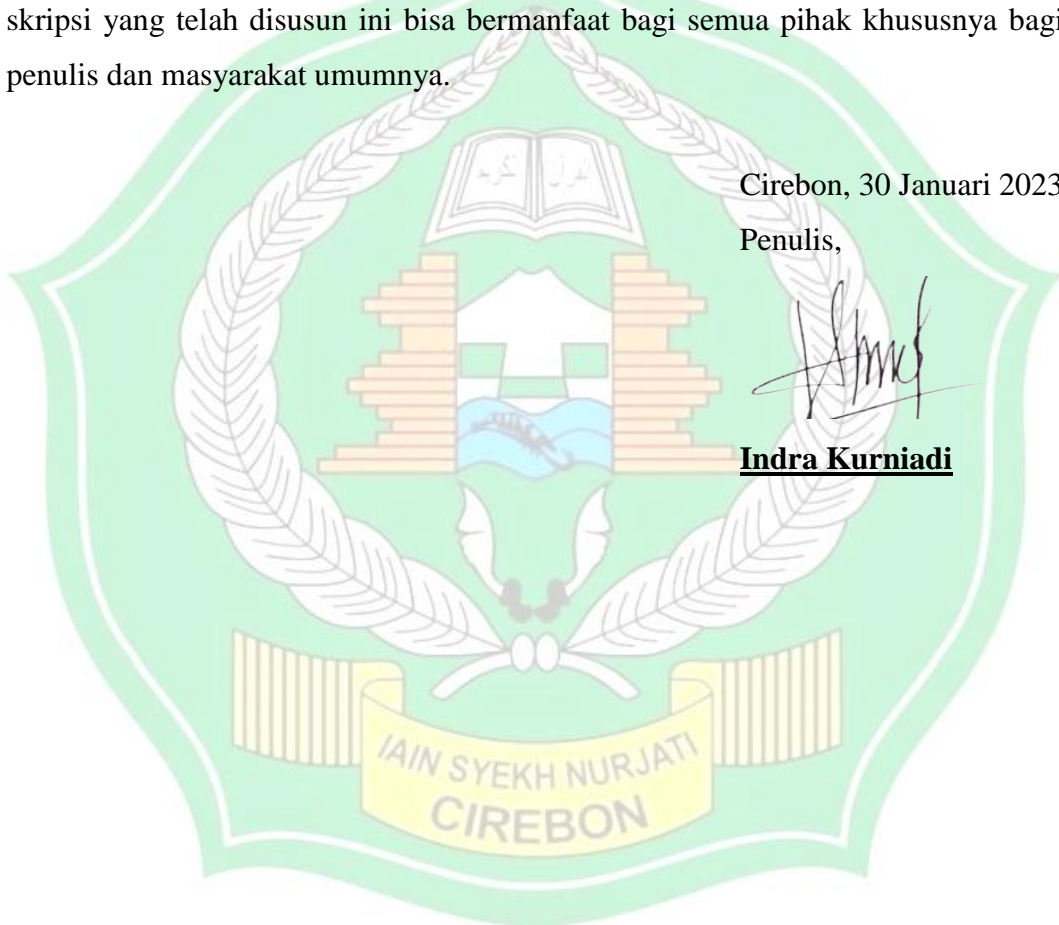 skripsi yang telah disusun ini bisa bermanfaat bagi semua pihak khususnya bagi
penulis dan masyarakat umumnya.
Cirebon, 30 Januari 2023
Penulis,
Indra Kurniadi
IAIN SYEKH NURJATI
CIREBON